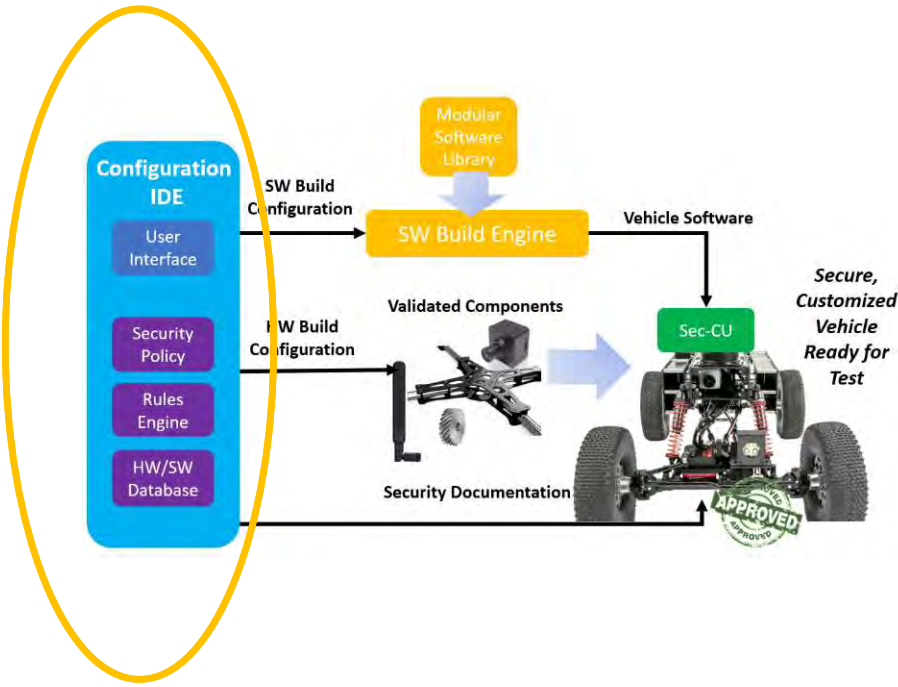 Modular
Software
Library
Configuration
IDE
SW Build
Configuration
User
Interface
SW Build Engine
Vehicle Software
Secure,
Customized
Vehicle
Ready for
Test
Validated Components
HW Build
Configuration
Sec-CU
Security
Policy
Rules
Engine
HW/SW
Database
Security Documentation
APPROVED
APPROVED